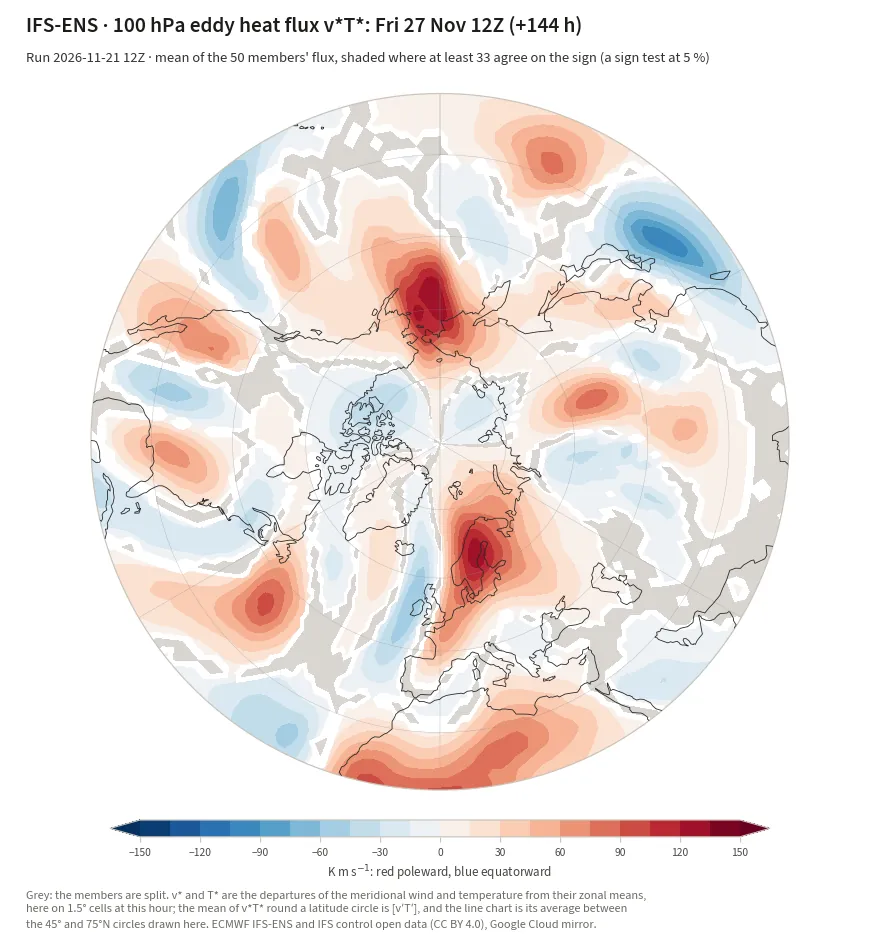 IFS-ENS · 100 hPa eddy heat flux v*T*: Fri 27 Nov 12Z (+144 h)
Run 2026-11-21 12Z · mean of the 50 members' flux, shaded where at least 33 agree on the sign (a sign test at 5 %)
−150 −120 −90 −60 −30 0 30 60 90 120 150
K m s⁻¹: red poleward, blue equatorward
Grey: the members are split. v* and T* are the departures of the meridional wind and temperature from their zonal means,
here on 1.5° cells at this hour; the mean of v*T* round a latitude circle is [v'T'], and the line chart is its average between
the 45° and 75°N circles drawn here. ECMWF IFS-ENS and IFS control open data (CC BY 4.0), Google Cloud mirror.